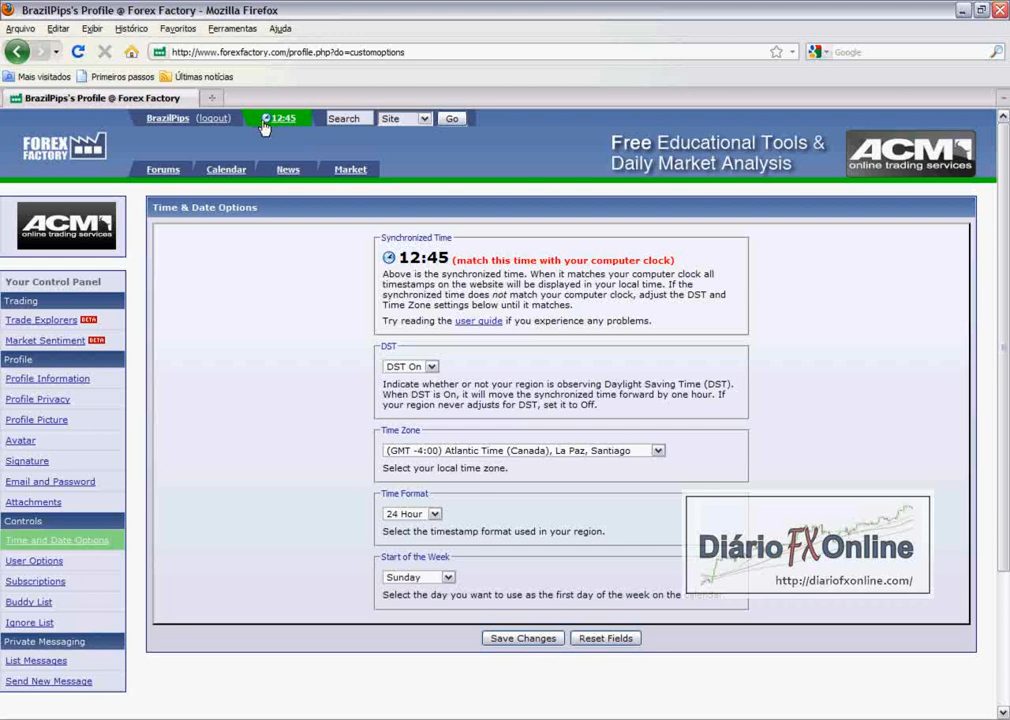 BrazilPips's Profile @ Forex Factory - Mozilla Firefox
Arquivo Editar Exibir Histórico Favoritos Ferramentas Ajuda
http://www.forexfactory.com/profile.php?do=customoptions
Google
Mais visitados Primeiros passos Últimas notícias
BrazilPips's Profile @ Forex Factory
BrazilPips (logout) 12:45 Search Site Go
FOREX
FACTORY
Free Educational Tools &
Daily Market Analysis
ACM
online trading services
Forums Calendar News Market
ACM
online trading services
Your Control Panel
Trading
Trade Explorers BETA
Market Sentiment BETA
Profile
Profile Information
Profile Privacy
Profile Picture
Avatar
Signature
Email and Password
Attachments
Controls
Time and Date Options
User Options
Subscriptions
Buddy List
Ignore List
Private Messaging
List Messages
Send New Message
Time & Date Options
Synchronized Time
12:45 (match this time with your computer clock)
Above is the synchronized time. When it matches your computer clock all
timestamps on the website will be displayed in your local time. If the
synchronized time does not match your computer clock, adjust the DST and
Time Zone settings below until it matches.
Try reading the user guide if you experience any problems.
DST
DST On
Indicate whether or not your region is observing Daylight Saving Time (DST).
When DST is On, it will move the synchronized time forward by one hour. If
your region never adjusts for DST, set it to Off.
Time Zone
(GMT -4:00) Atlantic Time (Canada), La Paz, Santiago
Select your local time zone.
Time Format
24 Hour
Select the timestamp format used in your region.
Start of the Week
Sunday
Select the day you want to use as the first day of the week on the calendar.
Save Changes Reset Fields
Diário FX Online
http://diariofxonline.com/